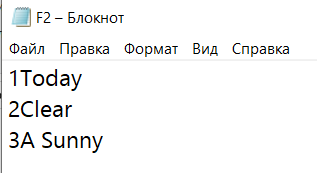 F2 – Блокнот
Файл Правка Формат Вид Справка
1Today
2Clear
3A Sunny